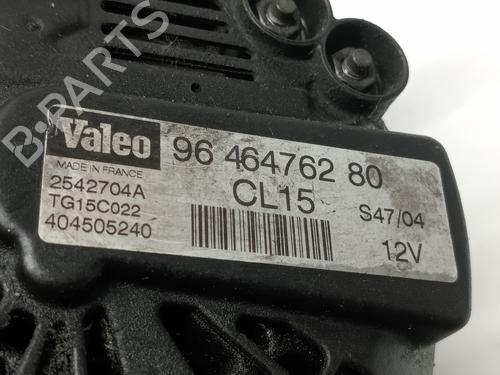 Valeo 96 464762 80
MADE IN FRANCE CL15
2542704A S47/04
TG15C022
404505240 12V
B-PARTS